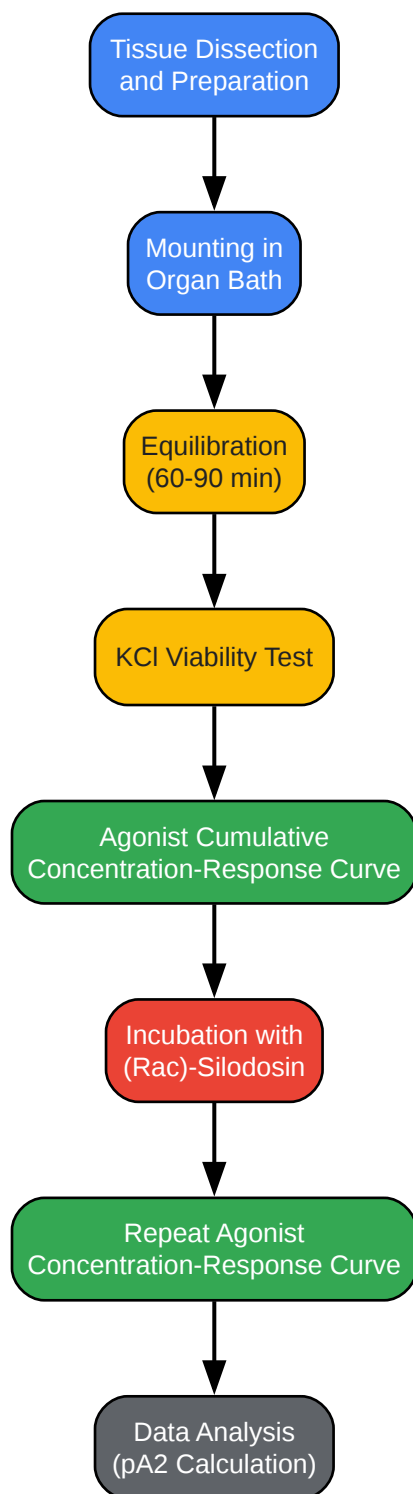 Tissue Dissection
and Preparation
Mounting in
Organ Bath
Equilibration
(60-90 min)
KCl Viability Test
Agonist Cumulative
Concentration-Response Curve
Incubation with
(Rac)-Silodosin
Repeat Agonist
Concentration-Response Curve
Data Analysis
(pA2 Calculation)